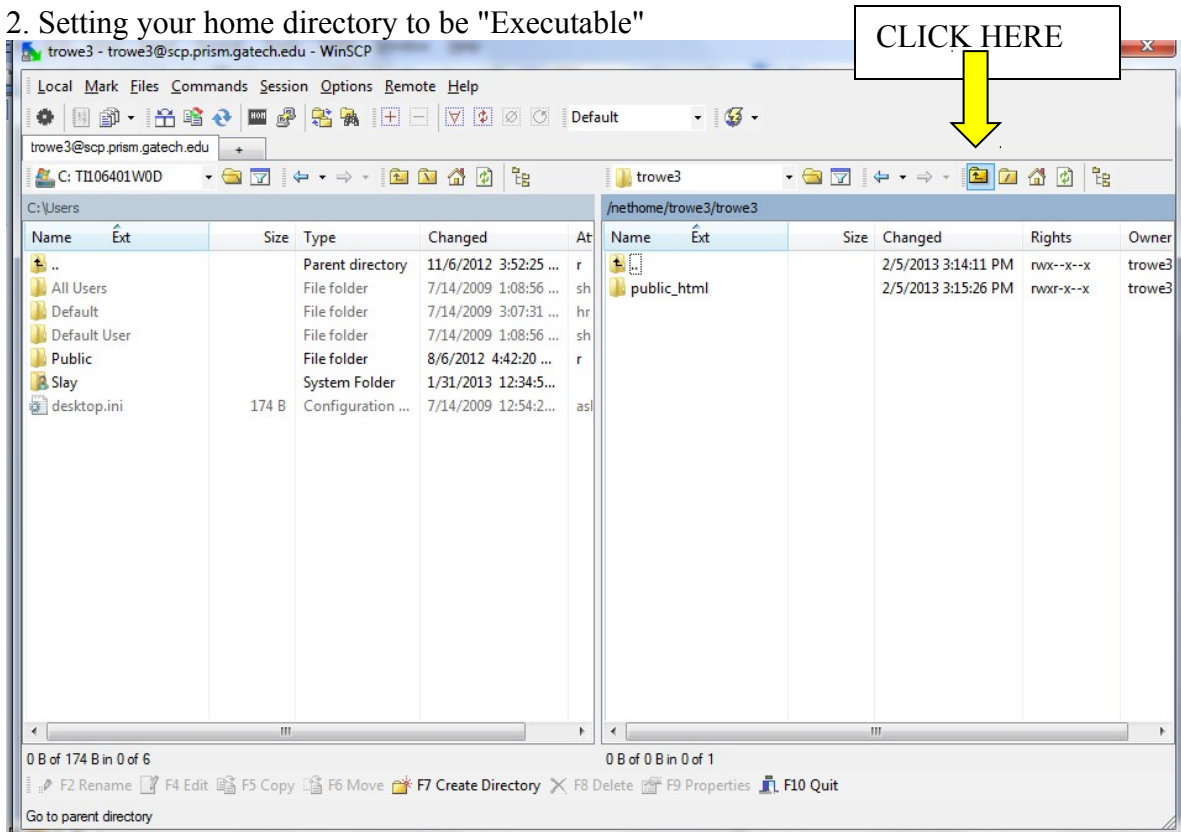 2. Setting your home directory to be "Executable"
CLICK HERE
trowe3 - trowe3@scp.prism.gatech.edu - WinSCP
Local Mark Files Commands Session Options Remote Help
Default
trowe3@scp.prism.gatech.edu +
C: TI106401W0D
trowe3
C:\Users
/nethome/trowe3/trowe3
Name Ext Size Type Changed At
.. Parent directory 11/6/2012 3:52:25 ... r
All Users File folder 7/14/2009 1:08:56 ... sh
Default File folder 7/14/2009 3:07:31 ... hr
Default User File folder 7/14/2009 1:08:56 ... sh
Public File folder 8/6/2012 4:42:20 ... r
Slay System Folder 1/31/2013 12:34:5...
desktop.ini 174 B Configuration ... 7/14/2009 12:54:2... asl
Name Ext Size Changed Rights Owner
.. 2/5/2013 3:14:11 PM rwx--x--x trowe3
public_html 2/5/2013 3:15:26 PM rwxr-x--x trowe3
0 B of 174 B in 0 of 6
0 B of 0 B in 0 of 1
F2 Rename F4 Edit F5 Copy F6 Move F7 Create Directory F8 Delete F9 Properties F10 Quit
Go to parent directory